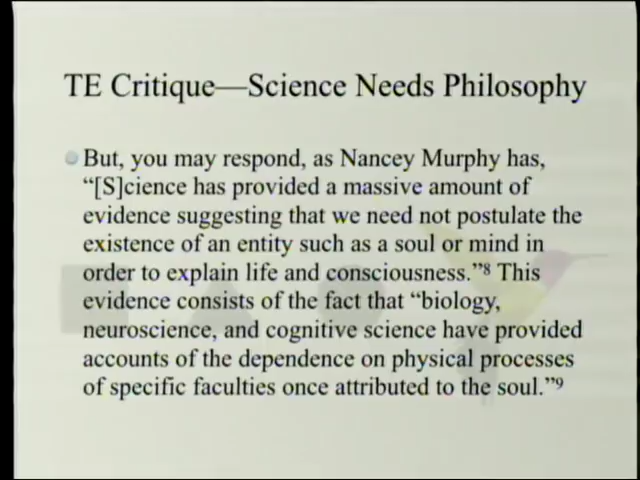 TE Critique—Science Needs Philosophy
But, you may respond, as Nancey Murphy has,
“[S]cience has provided a massive amount of
evidence suggesting that we need not postulate the
existence of an entity such as a soul or mind in
order to explain life and consciousness.”⁸ This
evidence consists of the fact that “biology,
neuroscience, and cognitive science have provided
accounts of the dependence on physical processes
of specific faculties once attributed to the soul.”⁹